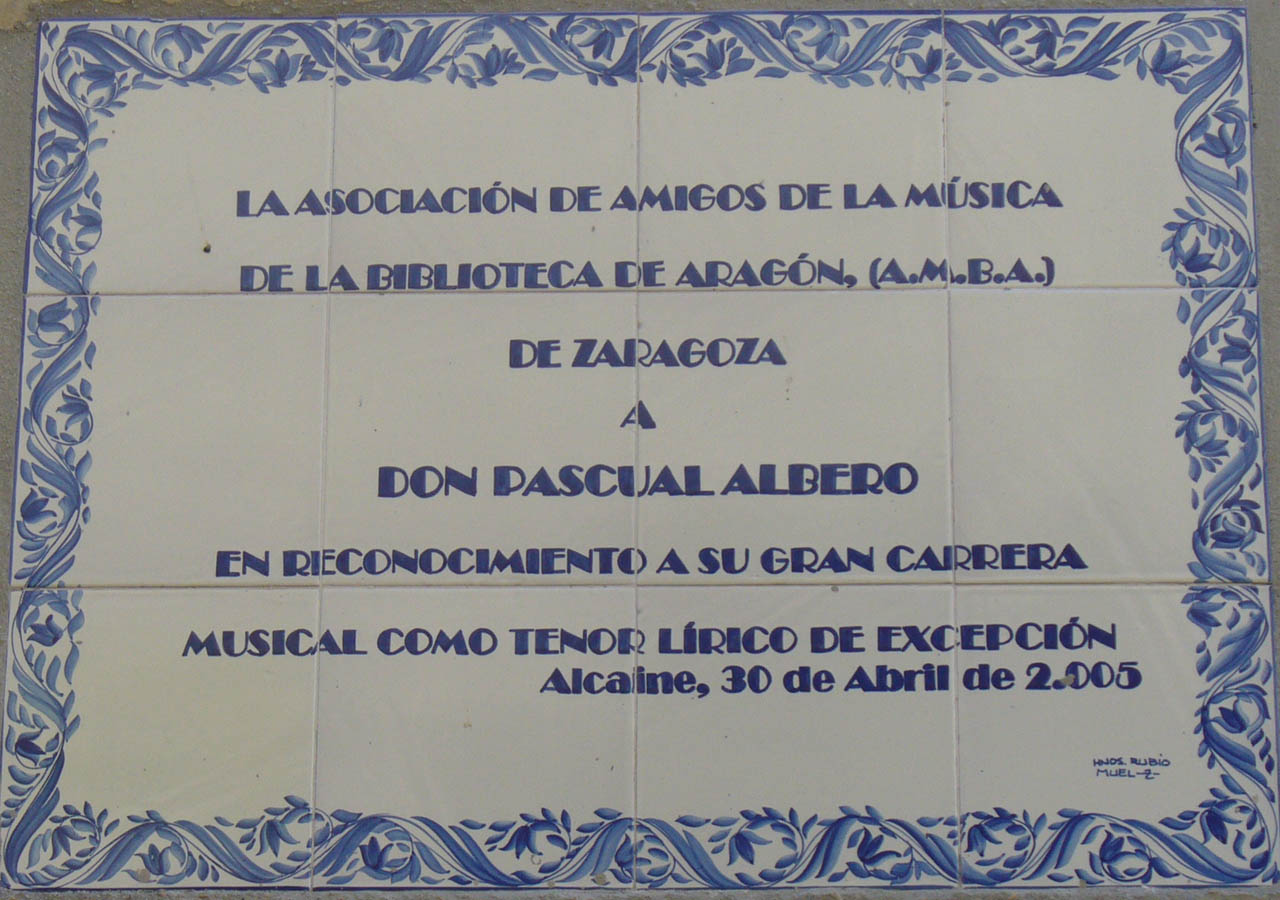 LA ASOCIACIÓN DE AMIGOS DE LA MÚSICA
DE LA BIBLIOTECA DE ARAGÓN, (A.M.B.A.)
DE ZARAGOZA
A
DON PASCUAL ALBERO
EN RECONOCIMIENTO A SU GRAN CARRERA
MUSICAL COMO TENOR LÍRICO DE EXCEPCIÓN
Alcaine, 30 de Abril de 2.005
HNOS. RUBIO
MUEL-Z-